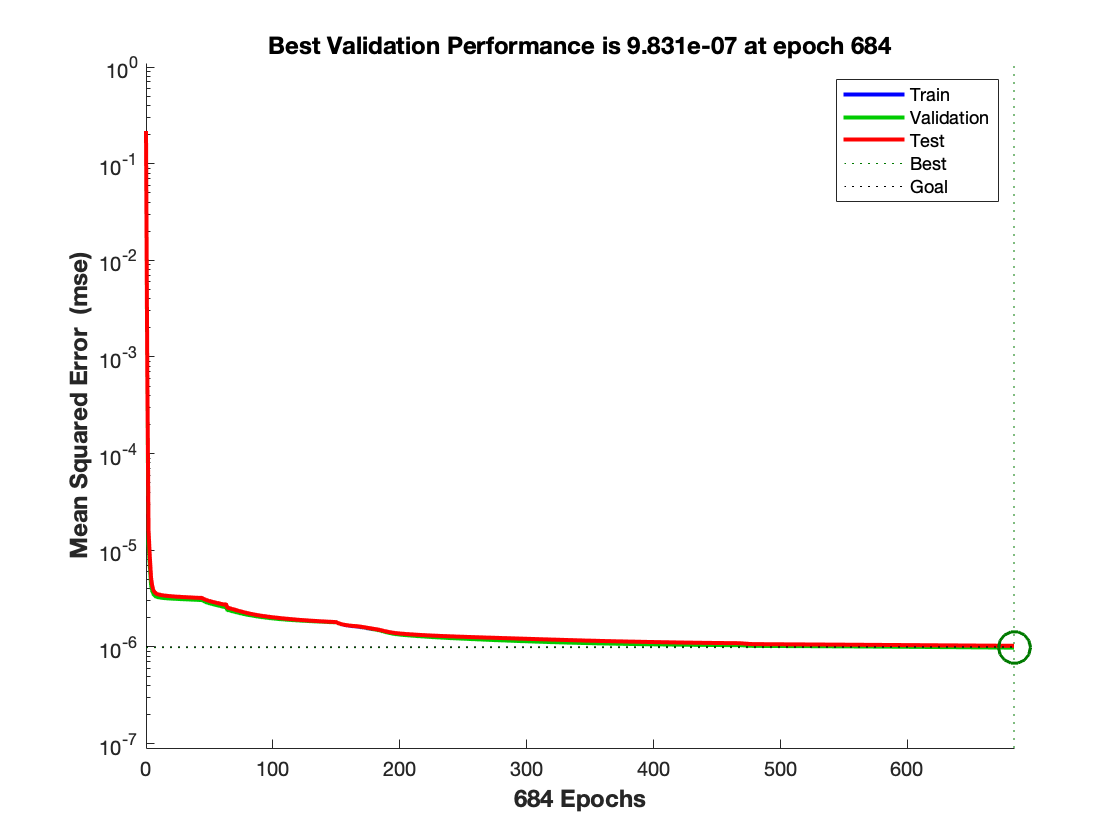 Best Validation Performance is 9.831e-07 at epoch 684
10^0
10^-1
10^-2
10^-3
10^-4
10^-5
10^-6
10^-7
Mean Squared Error (mse)
Train
Validation
Test
Best
Goal
0 100 200 300 400 500 600
684 Epochs